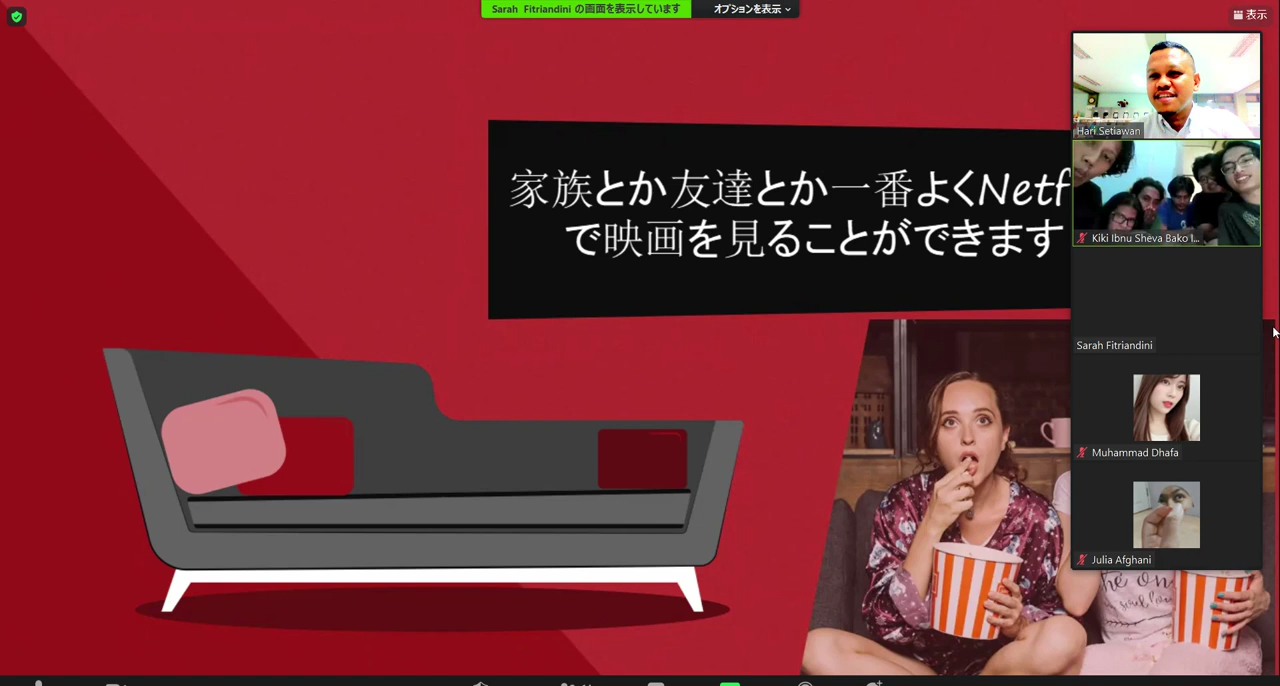 Sarah Fitriandini の画面を表示しています
オプションを表示
表示
家族とか友達とか一番よくNetf
で映画を見ることができます
Hari Setiawan
Kiki Ibnu Sheva Bako I...
Sarah Fitriandini
Muhammad Dhafa
Julia Afghani